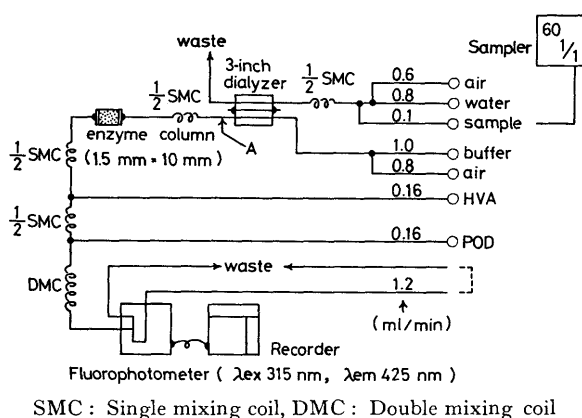 waste
3-inch
dialyzer
1/2 SMC
Sampler
60 1/1
0.6 air
0.8 water
0.1 sample
1/2 SMC
enzyme column
(1.5 mm × 10 mm)
A
1.0 buffer
0.8 air
1/2 SMC
0.16 HVA
1/2 SMC
0.16 POD
DMC
waste
1.2
(ml/min)
Recorder
Fluorophotometer ( λex 315 nm, λem 425 nm )
SMC : Single mixing coil, DMC : Double mixing coil